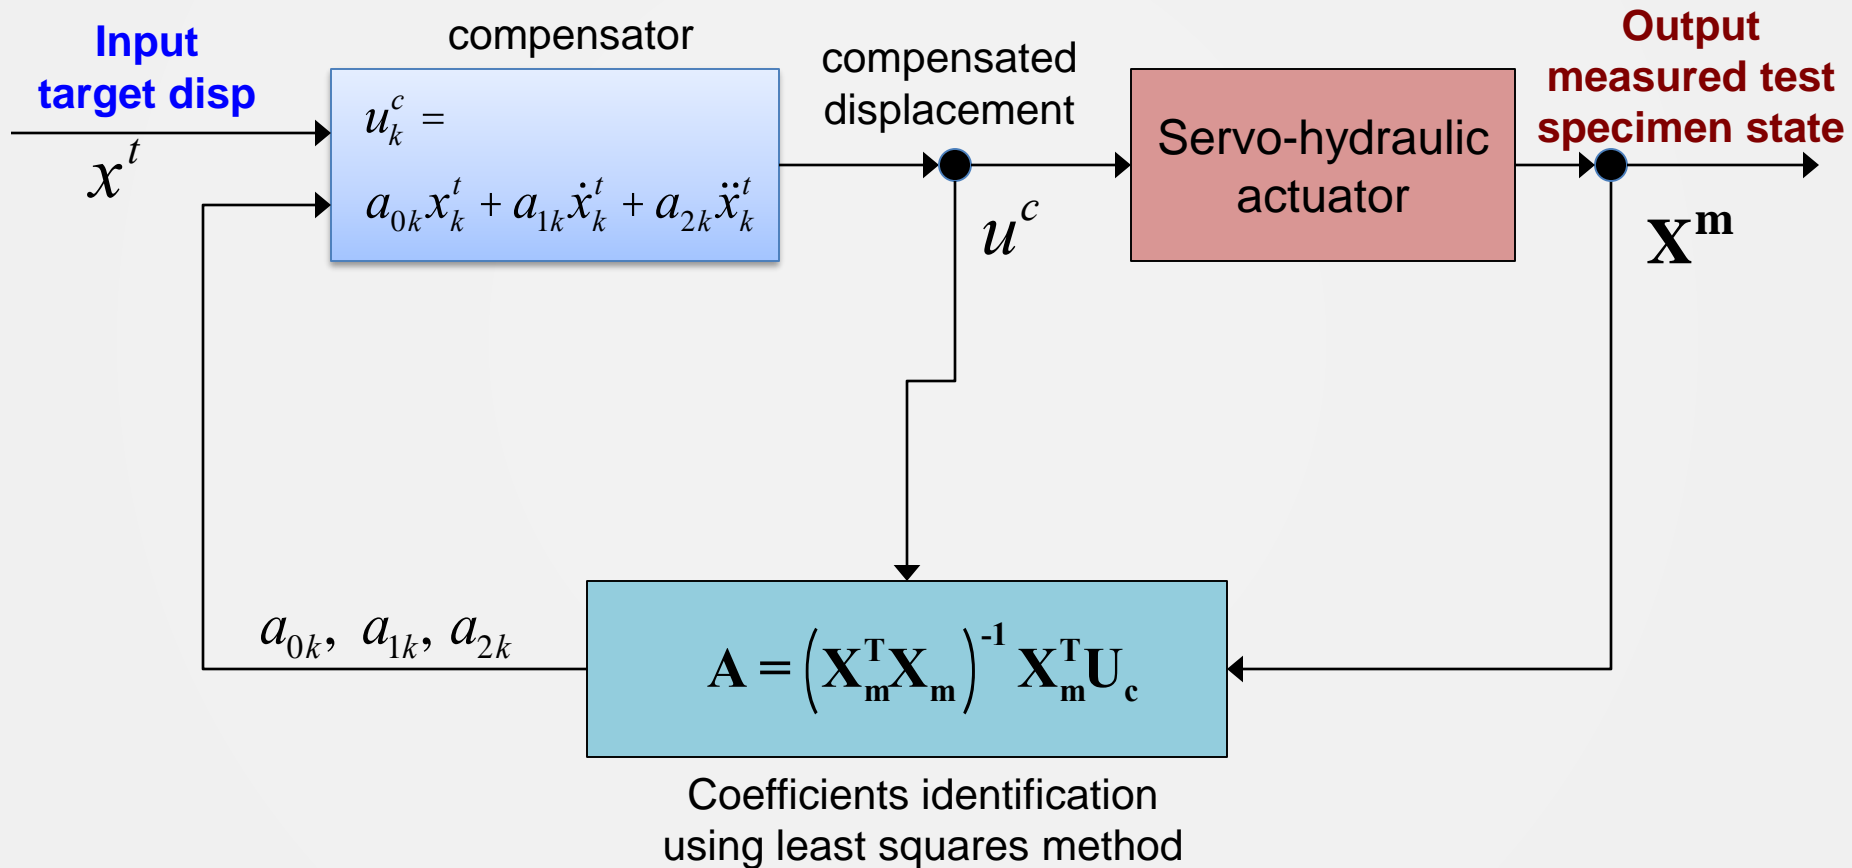 Input
target disp
xᵗ
compensator
u_k^c =
a_{0k} x_k^t + a_{1k} ẋ_k^t + a_{2k} ẍ_k^t
compensated
displacement
u^c
Servo-hydraulic
actuator
Output
measured test
specimen state
X^m
a_{0k}, a_{1k}, a_{2k}
A = (X_m^T X_m)^{-1} X_m^T U_c
Coefficients identification
using least squares method